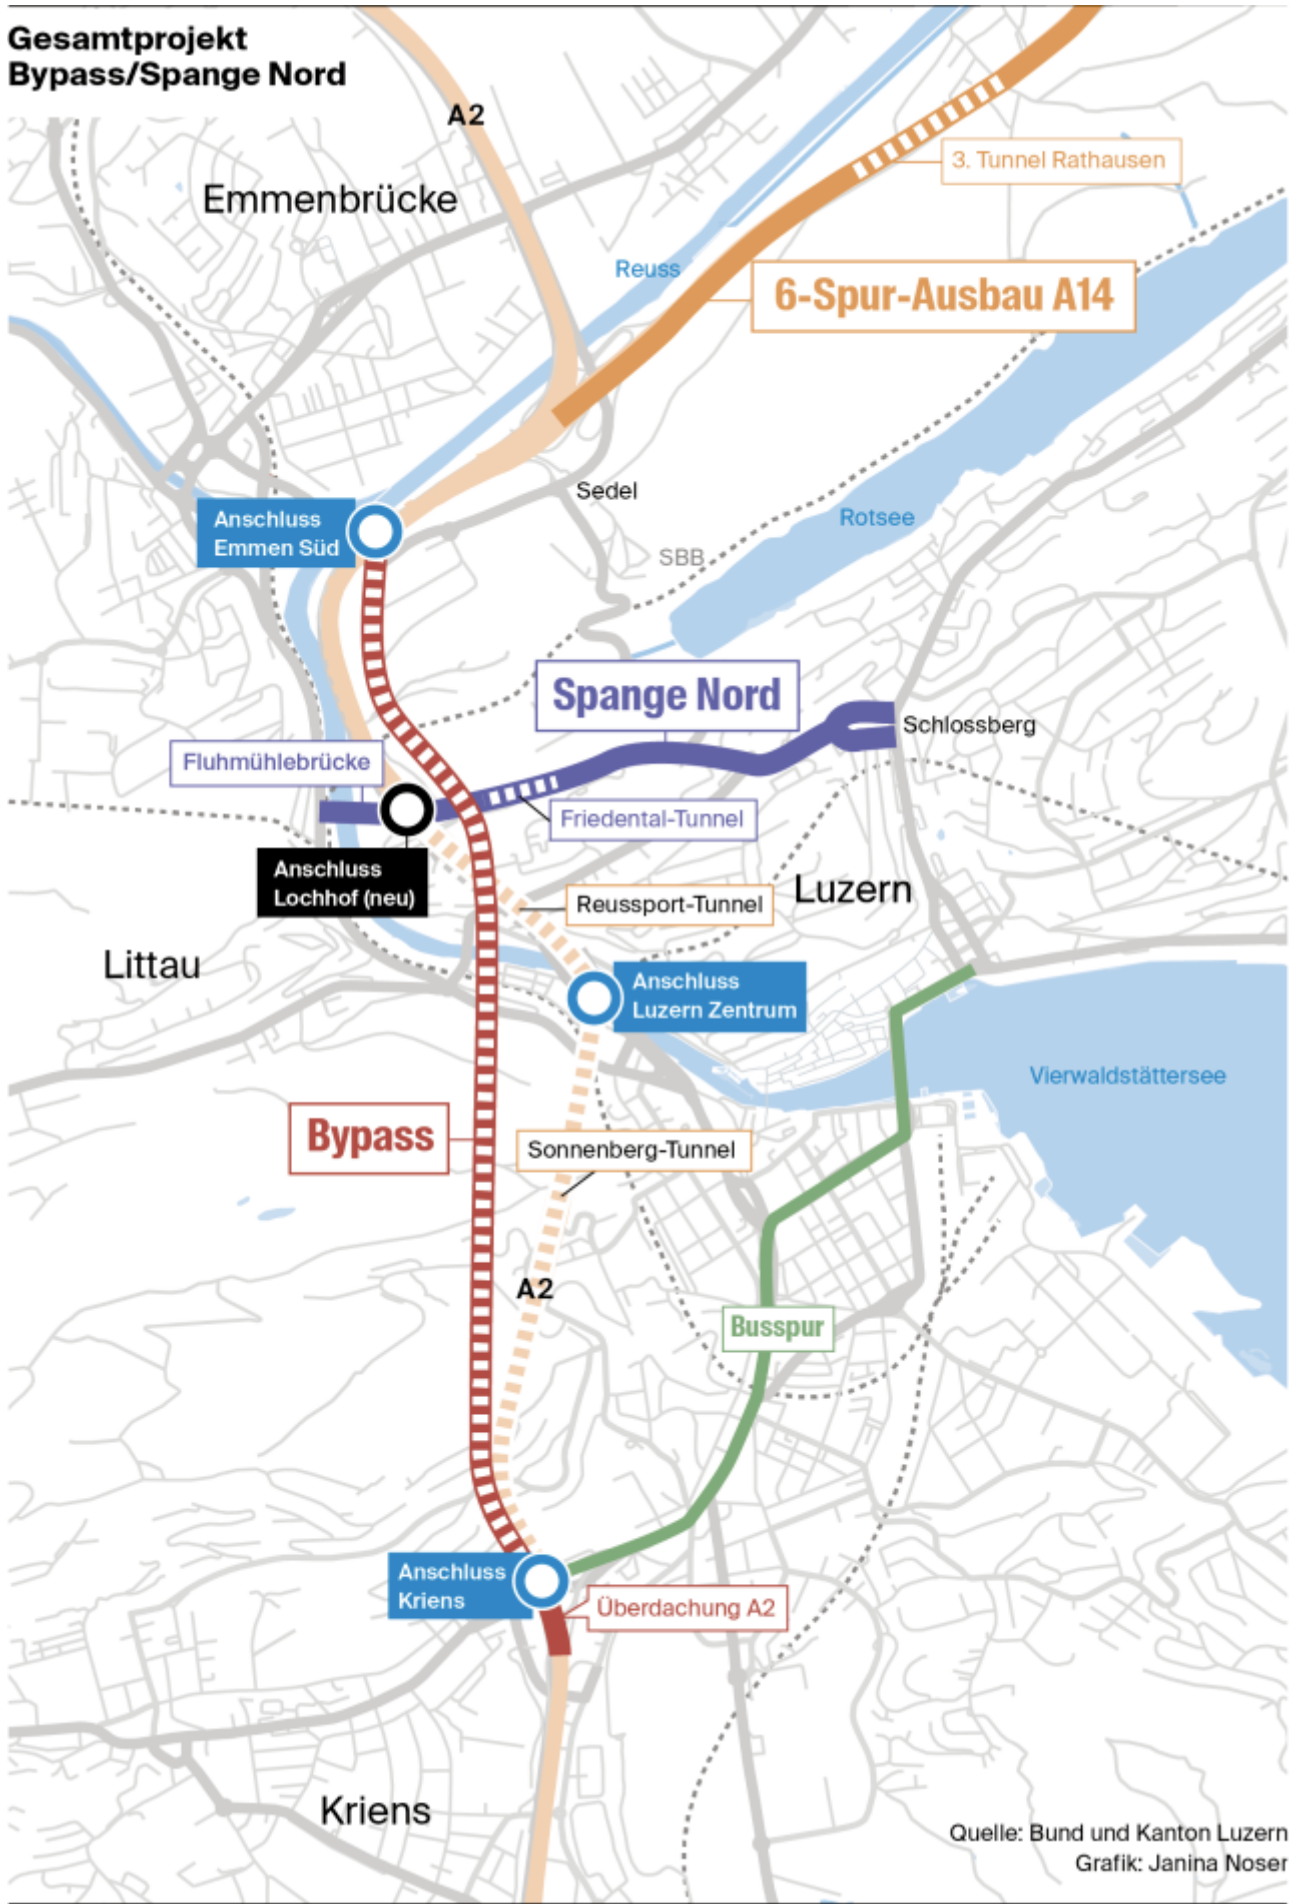 Gesamtprojekt
Bypass/Spange Nord
A2
3. Tunnel Rathausen
Emmenbrücke
Reuss
6-Spur-Ausbau A14
Sedel
Anschluss
Emmen Süd
Rotsee
SBB
Spange Nord
Schlossberg
Fluhmühlebrücke
Friedental-Tunnel
Anschluss
Lochhof (neu)
Luzern
Reussport-Tunnel
Littau
Anschluss
Luzern Zentrum
Vierwaldstättersee
Bypass
Sonnenberg-Tunnel
A2
Busspur
Anschluss
Kriens
Überdachung A2
Kriens
Quelle: Bund und Kanton Luzern
Grafik: Janina Noser